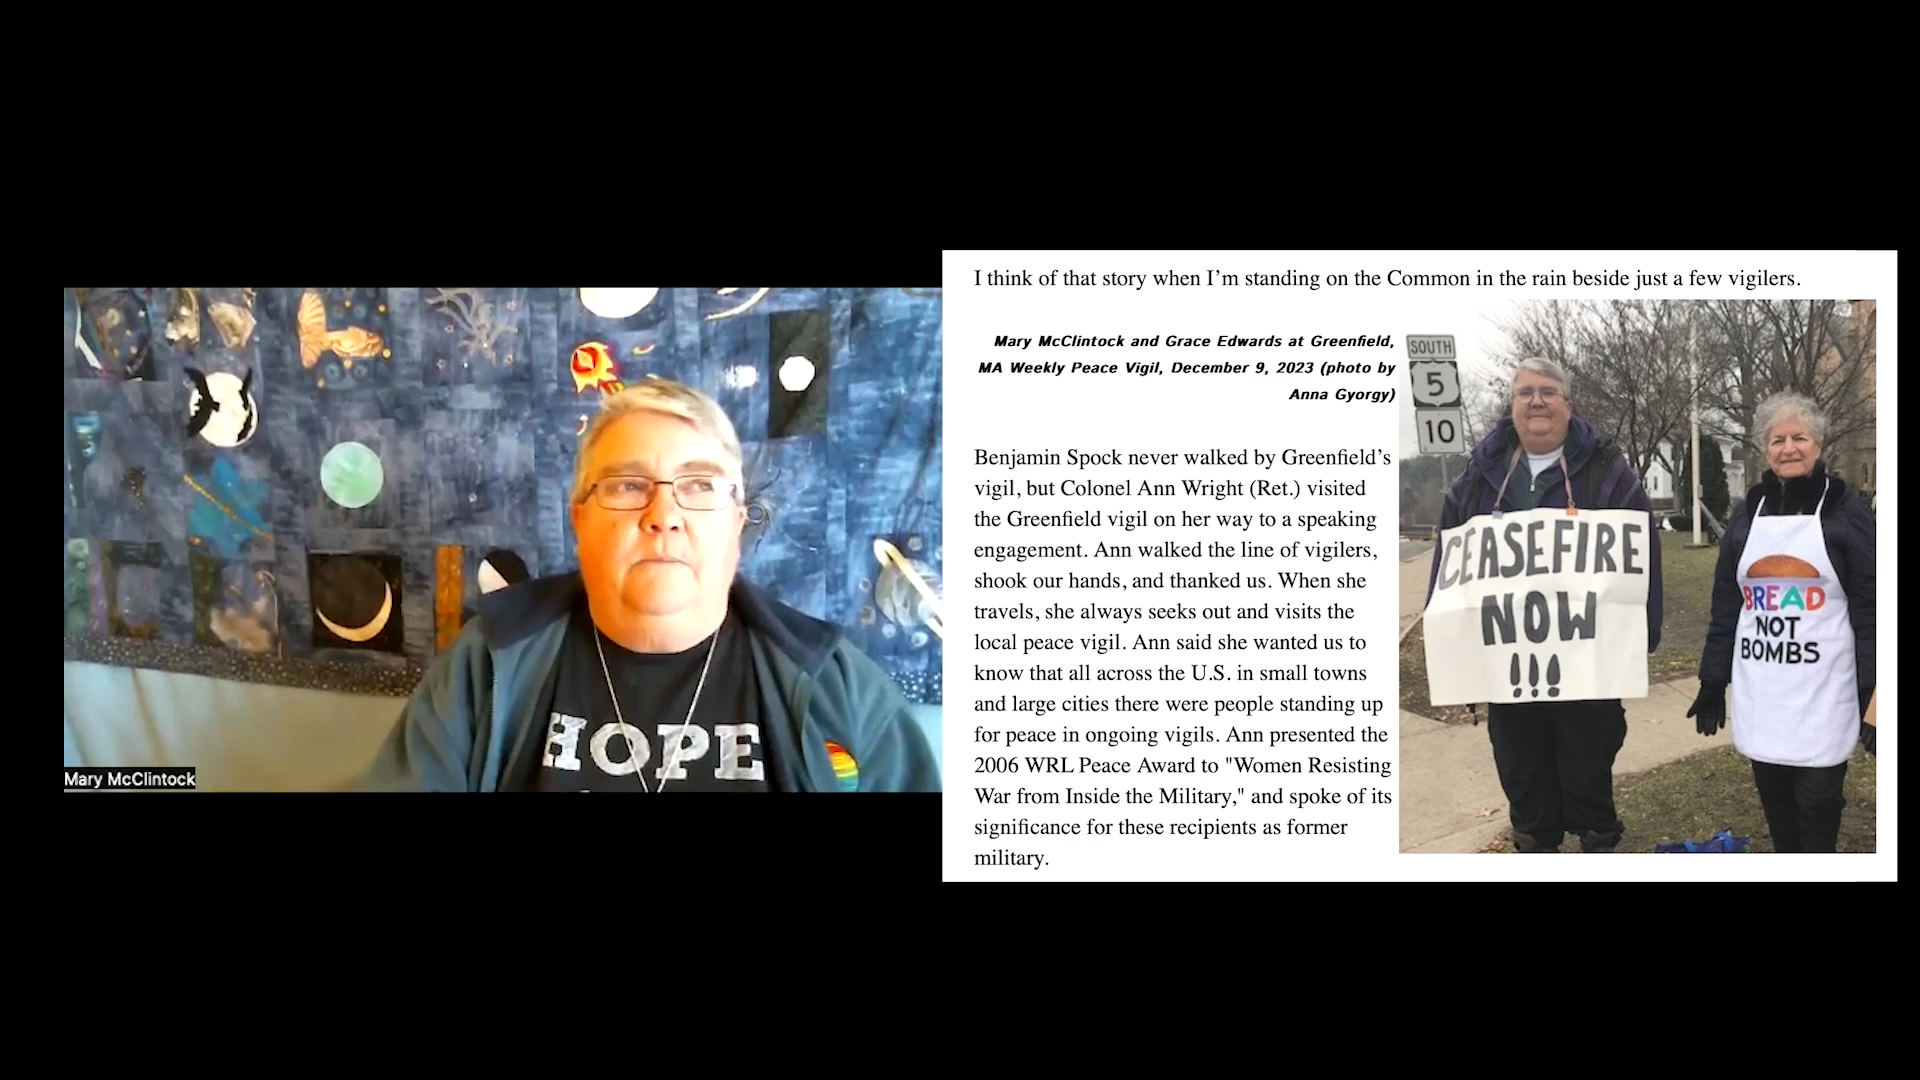 HOPE
Mary McClintock
I think of that story when I’m standing on the Common in the rain beside just a few vigilers.
Mary McClintock and Grace Edwards at Greenfield,
MA Weekly Peace Vigil, December 9, 2023 (photo by
Anna Gyorgy)
Benjamin Spock never walked by Greenfield’s
vigil, but Colonel Ann Wright (Ret.) visited
the Greenfield vigil on her way to a speaking
engagement. Ann walked the line of vigilers,
shook our hands, and thanked us. When she
travels, she always seeks out and visits the
local peace vigil. Ann said she wanted us to
know that all across the U.S. in small towns
and large cities there were people standing up
for peace in ongoing vigils. Ann presented the
2006 WRL Peace Award to "Women Resisting
War from Inside the Military," and spoke of its
significance for these recipients as former
military.
SOUTH
5
10
CEASEFIRE
NOW
!!!
BREAD
NOT
BOMBS